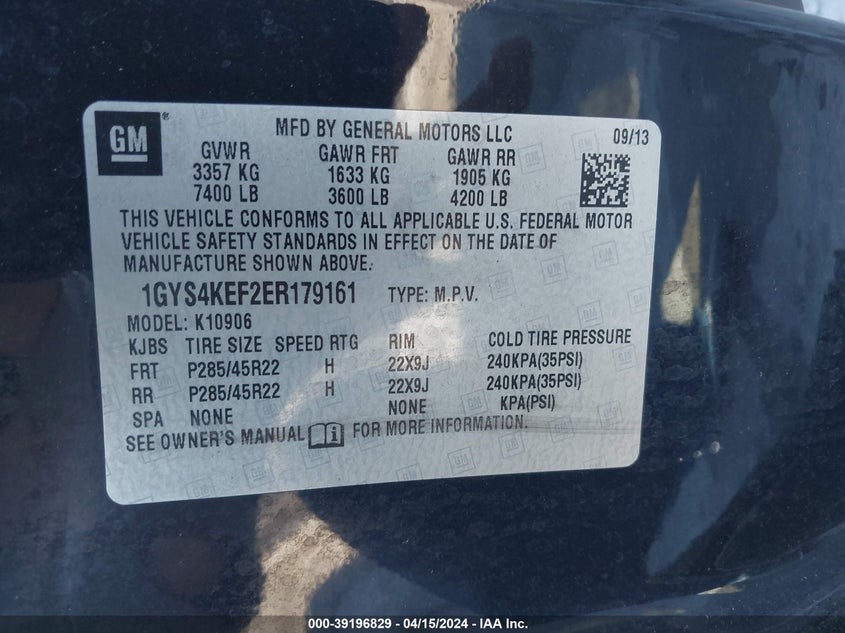 GM
MFD BY GENERAL MOTORS LLC 09/13
GVWR GAWR FRT GAWR RR
3357 KG 1633 KG 1905 KG
7400 LB 3600 LB 4200 LB
THIS VEHICLE CONFORMS TO ALL APPLICABLE U.S. FEDERAL MOTOR
VEHICLE SAFETY STANDARDS IN EFFECT ON THE DATE OF
MANUFACTURE SHOWN ABOVE.
1GYS4KEF2ER179161 TYPE: M.P.V.
MODEL: K10906
KJBS TIRE SIZE SPEED RTG RIM COLD TIRE PRESSURE
FRT P285/45R22 H 22X9J 240KPA(35PSI)
RR P285/45R22 H 22X9J 240KPA(35PSI)
SPA NONE NONE KPA(PSI)
SEE OWNER'S MANUAL FOR MORE INFORMATION.
000-39196829 - 04/15/2024 - IAA Inc.